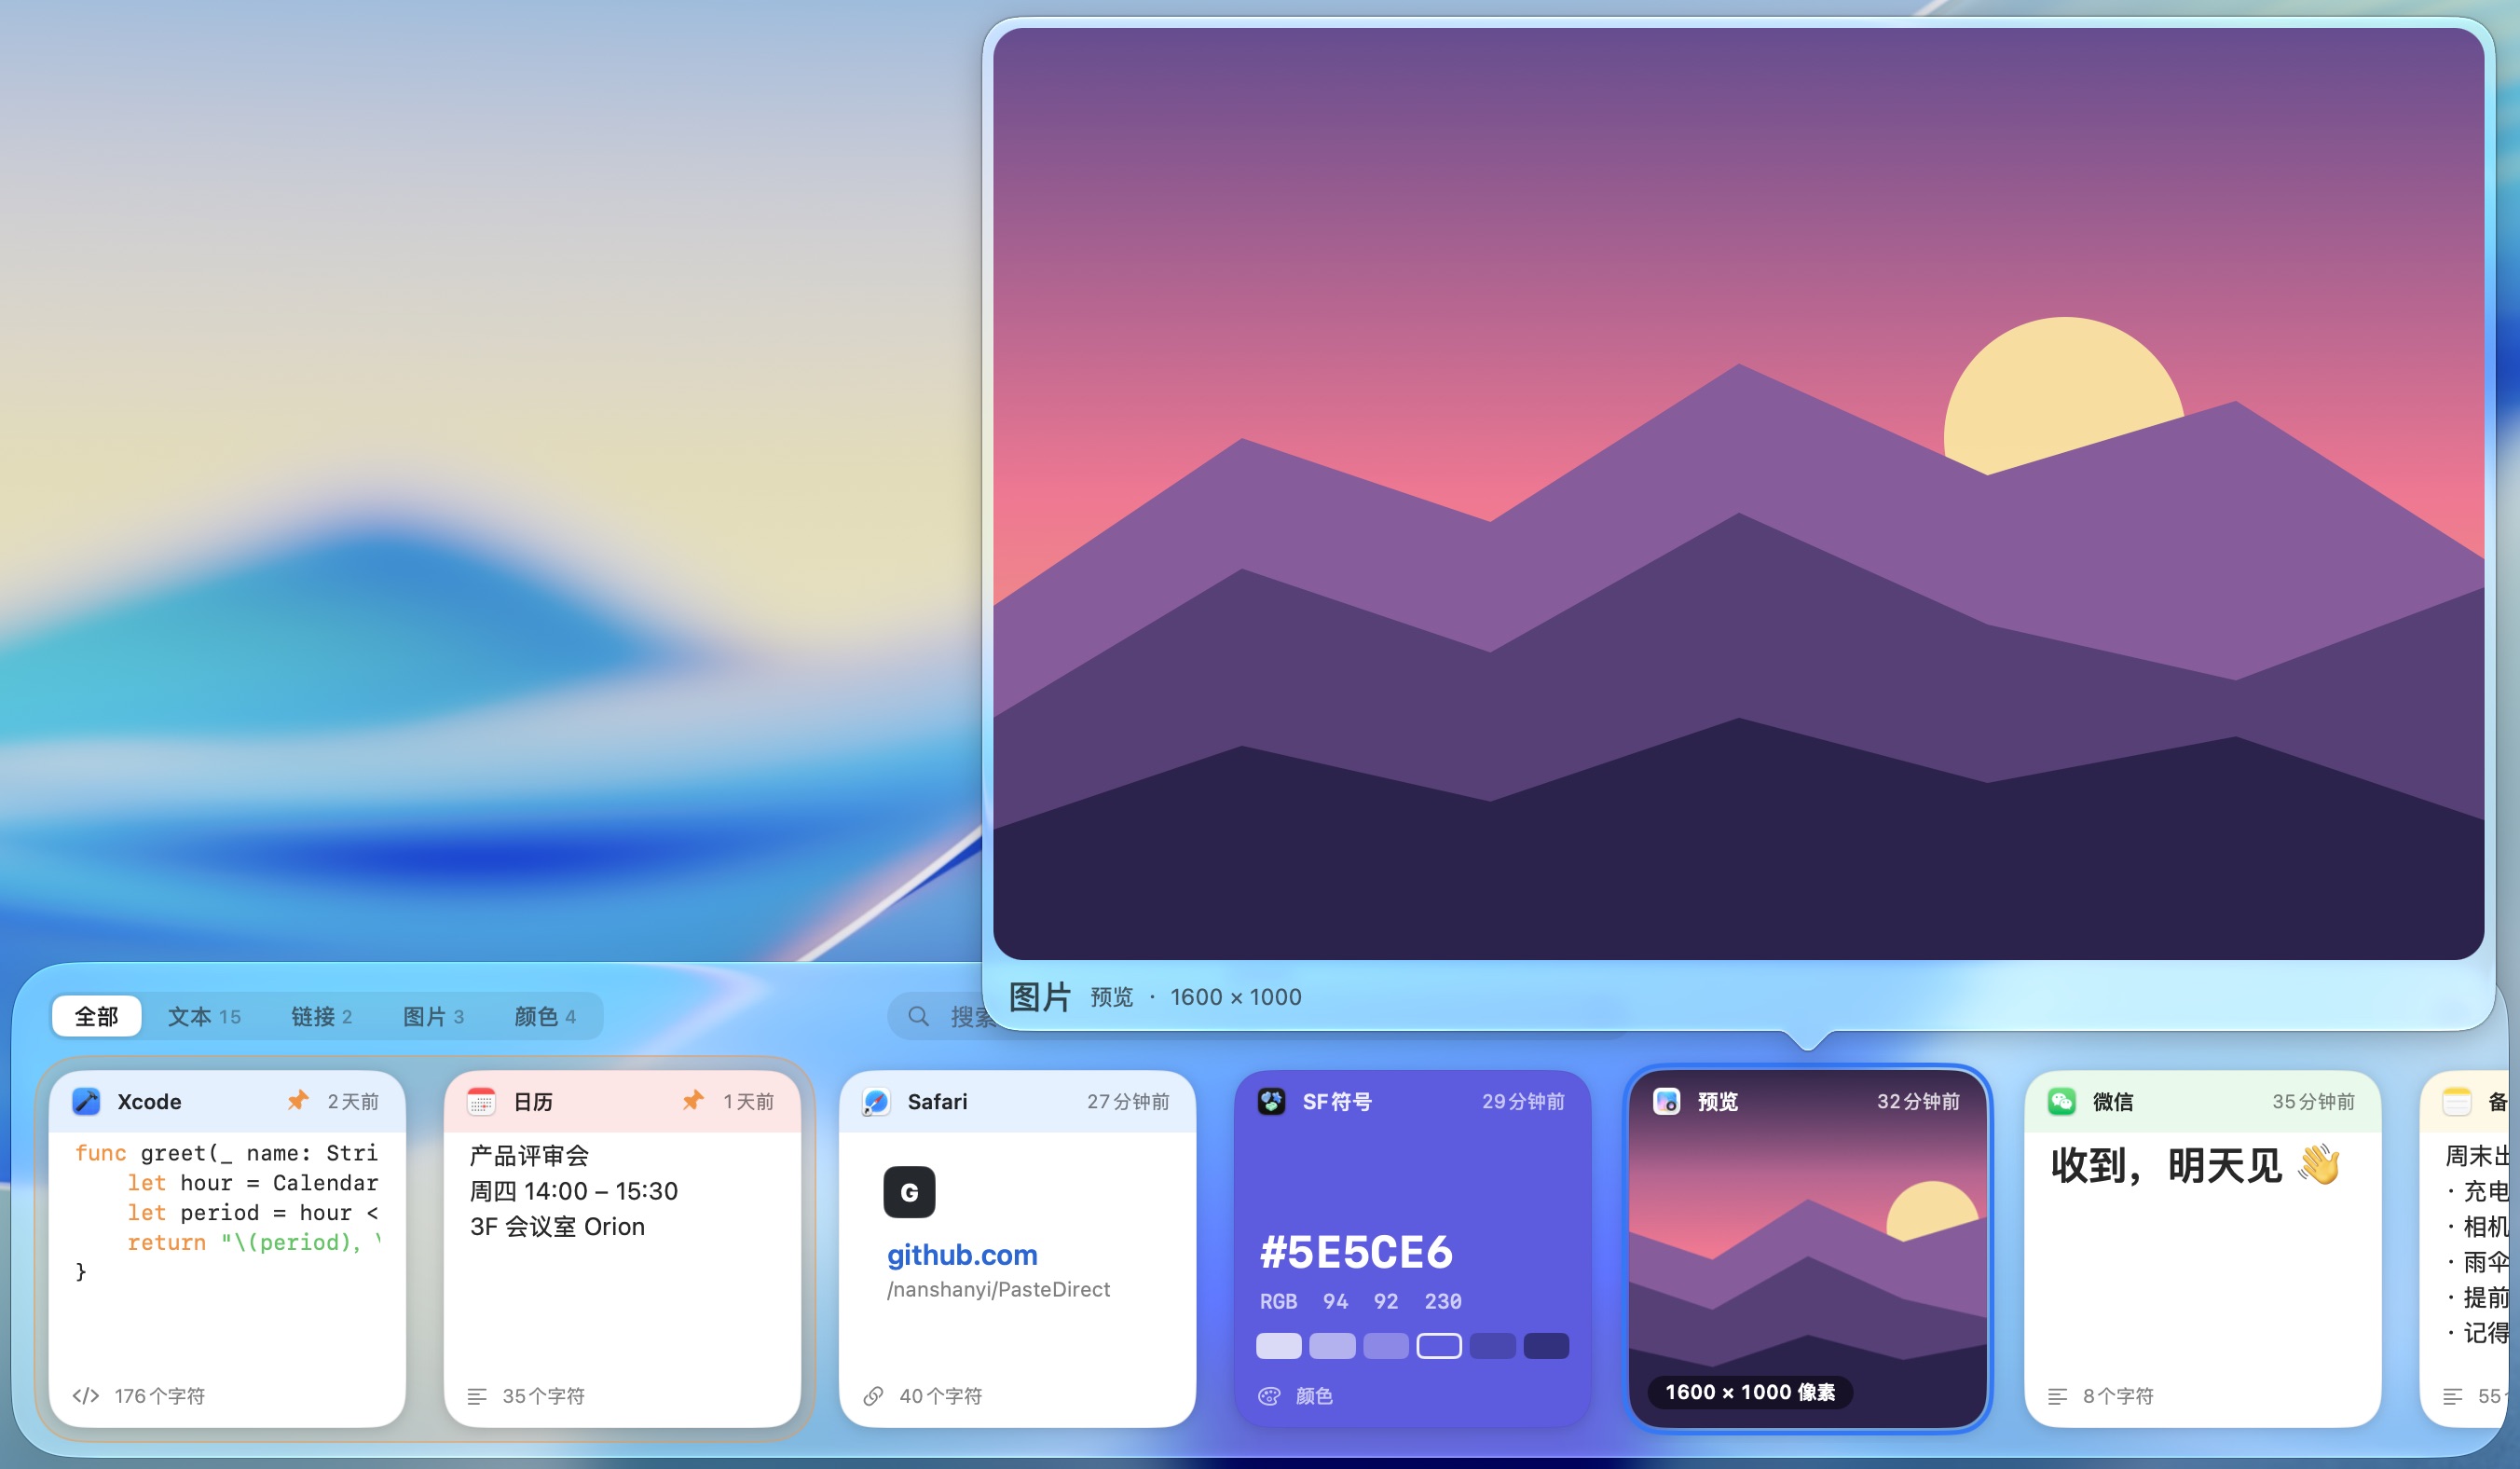 图片 预览 · 1600 × 1000
全部 文本 15 链接 2 图片 3 颜色 4
搜索
Xcode 2天前
func greet(_ name: Stri
let hour = Calendar
let period = hour <
return "\(period), \
}
176个字符
日历 1天前
产品评审会
周四 14:00 – 15:30
3F 会议室 Orion
35个字符
Safari 27分钟前
G
github.com
/nanshanyi/PasteDirect
40个字符
SF符号 29分钟前
#5E5CE6
RGB 94 92 230
颜色
预览 32分钟前
1600 × 1000 像素
微信 35分钟前
收到，明天见 👋
8个字符
备
周末出
· 充电
· 相机
· 雨伞
· 提前
· 记得
55